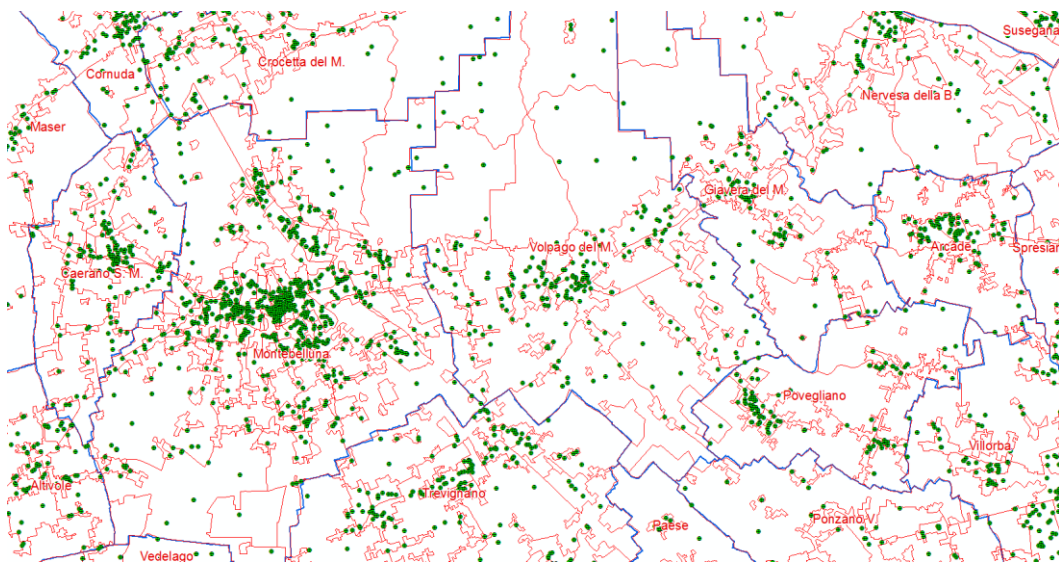 Susegana
Crocetta del M.
Cornuda
Nervesa della B.
Maser
Giavera del M.
Volpago del M.
Arcade
Spresian
Caerano S. M.
Montebelluna
Povegliano
Villorba
Altivole
Trevignano
Paese
Ponzano V.
Vedelago